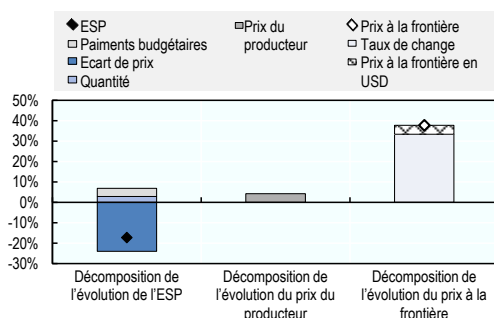 ESP
Paiments budgétaires
Ecart de prix
Quantité
Prix du
producteur
Prix à la frontière
Taux de change
Prix à la frontière en
USD
50%
40%
30%
20%
10%
0%
-10%
-20%
-30%
Décomposition de
l'évolution de l'ESP
Décomposition de
l'évolution du prix du
producteur
Décomposition de
l'évolution du prix à la
frontière